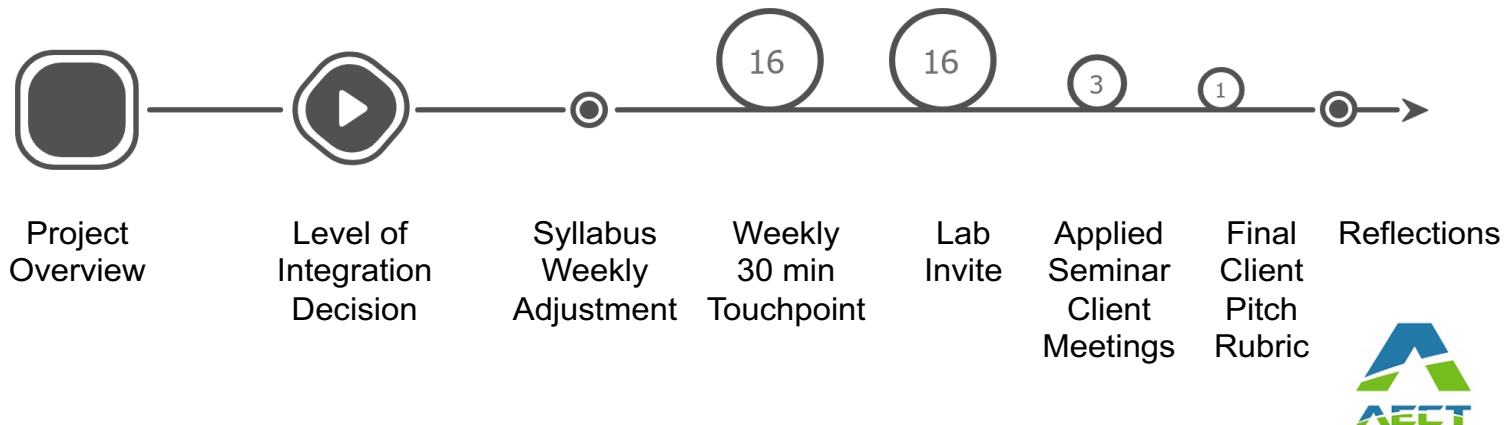 16
16
3
1
Project
Overview
Level of
Integration
Decision
Syllabus
Weekly
Adjustment
Weekly
30 min
Touchpoint
Lab
Invite
Applied
Seminar
Client
Meetings
Final
Client
Pitch
Rubric
Reflections
AECT